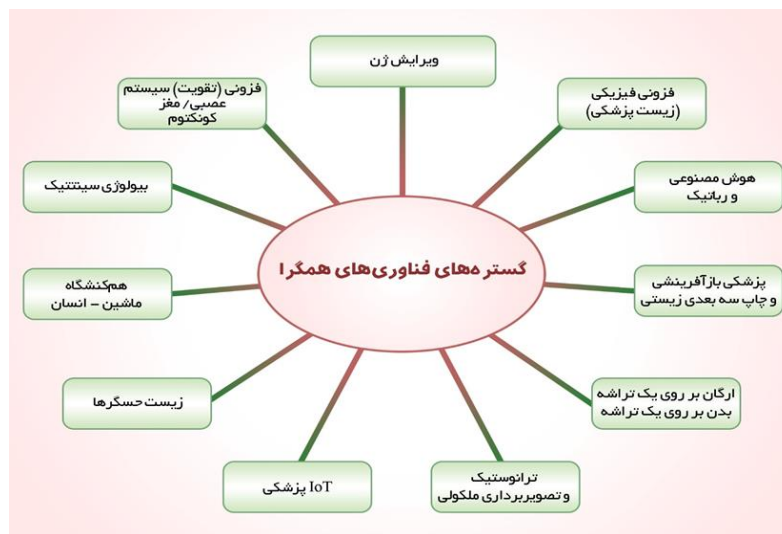 ویرایش ژن
فزونی (تقویت) سیستم
عصبی/ مغز
کونکتوم
فزونی فیزیکی
(زیست پزشکی)
بیولوژی سینتتیک
هوش مصنوعی
و رباتیک
گستره‌های فناوری‌های همگرا
هم‌کنشگاه
ماشین - انسان
پزشکی بازآفرینشی
و چاپ سه بعدی زیستی
زیست حسگرها
ارگان بر روی یک تراشه
بدن بر روی یک تراشه
IoT پزشکی
ترانوستیک
و تصویربرداری ملکولی